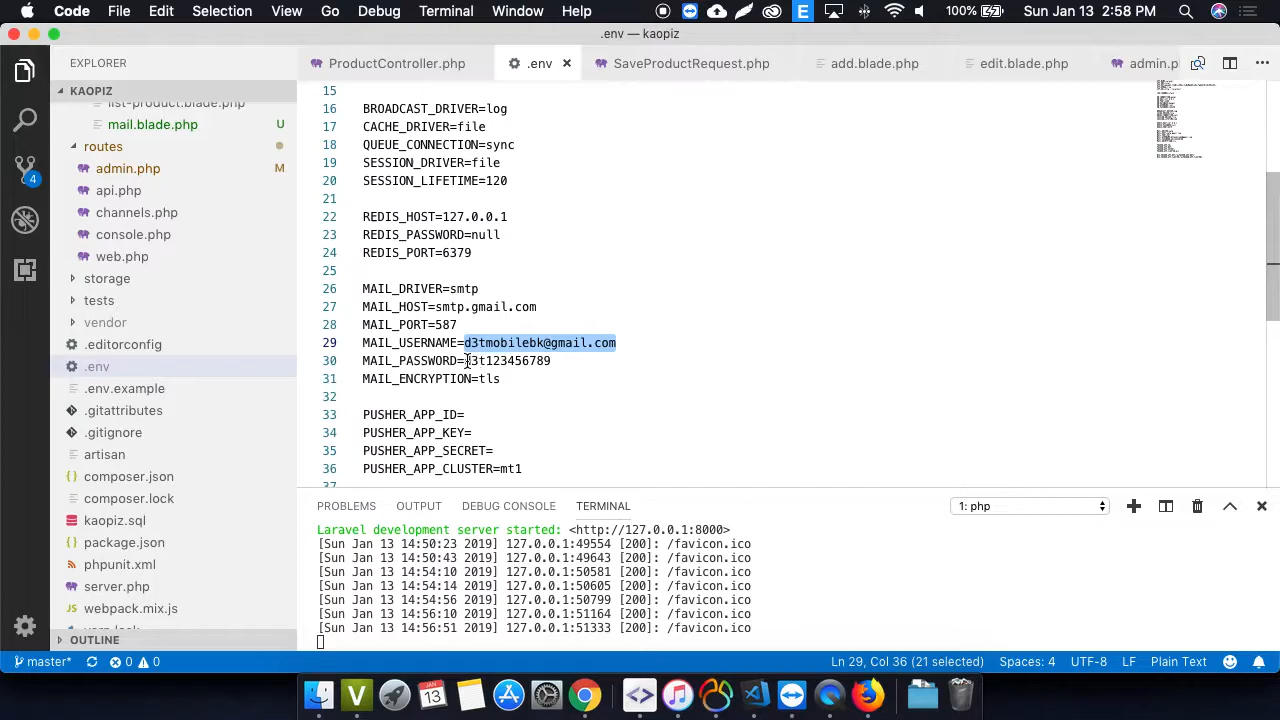 Code File Edit Selection View Go Debug Terminal Window Help 100% Sun Jan 13 2:58 PM
.env — kaopiz
EXPLORER
ProductController.php .env × SaveProductRequest.php add.blade.php edit.blade.php admin.p
KAOPIZ
list-product.blade.php
mail.blade.php U
routes
admin.php M
api.php
channels.php
console.php
web.php
storage
tests
vendor
.editorconfig
.env
.env.example
.gitattributes
.gitignore
artisan
composer.json
composer.lock
kaopiz.sql
package.json
phpunit.xml
server.php
webpack.mix.js
OUTLINE
4
15
16 BROADCAST_DRIVER=log
17 CACHE_DRIVER=file
18 QUEUE_CONNECTION=sync
19 SESSION_DRIVER=file
20 SESSION_LIFETIME=120
21
22 REDIS_HOST=127.0.0.1
23 REDIS_PASSWORD=null
24 REDIS_PORT=6379
25
26 MAIL_DRIVER=smtp
27 MAIL_HOST=smtp.gmail.com
28 MAIL_PORT=587
29 MAIL_USERNAME=d3tmobilebk@gmail.com
30 MAIL_PASSWORD=d3t123456789
31 MAIL_ENCRYPTION=tls
32
33 PUSHER_APP_ID=
34 PUSHER_APP_KEY=
35 PUSHER_APP_SECRET=
36 PUSHER_APP_CLUSTER=mt1
37
PROBLEMS OUTPUT DEBUG CONSOLE TERMINAL 1: php
Laravel development server started: <http://127.0.0.1:8000>
[Sun Jan 13 14:50:23 2019] 127.0.0.1:49554 [200]: /favicon.ico
[Sun Jan 13 14:50:43 2019] 127.0.0.1:49643 [200]: /favicon.ico
[Sun Jan 13 14:54:10 2019] 127.0.0.1:50581 [200]: /favicon.ico
[Sun Jan 13 14:54:14 2019] 127.0.0.1:50605 [200]: /favicon.ico
[Sun Jan 13 14:54:56 2019] 127.0.0.1:50799 [200]: /favicon.ico
[Sun Jan 13 14:56:10 2019] 127.0.0.1:51164 [200]: /favicon.ico
[Sun Jan 13 14:56:51 2019] 127.0.0.1:51333 [200]: /favicon.ico
master* 0 0 Ln 29, Col 36 (21 selected) Spaces: 4 UTF-8 LF Plain Text